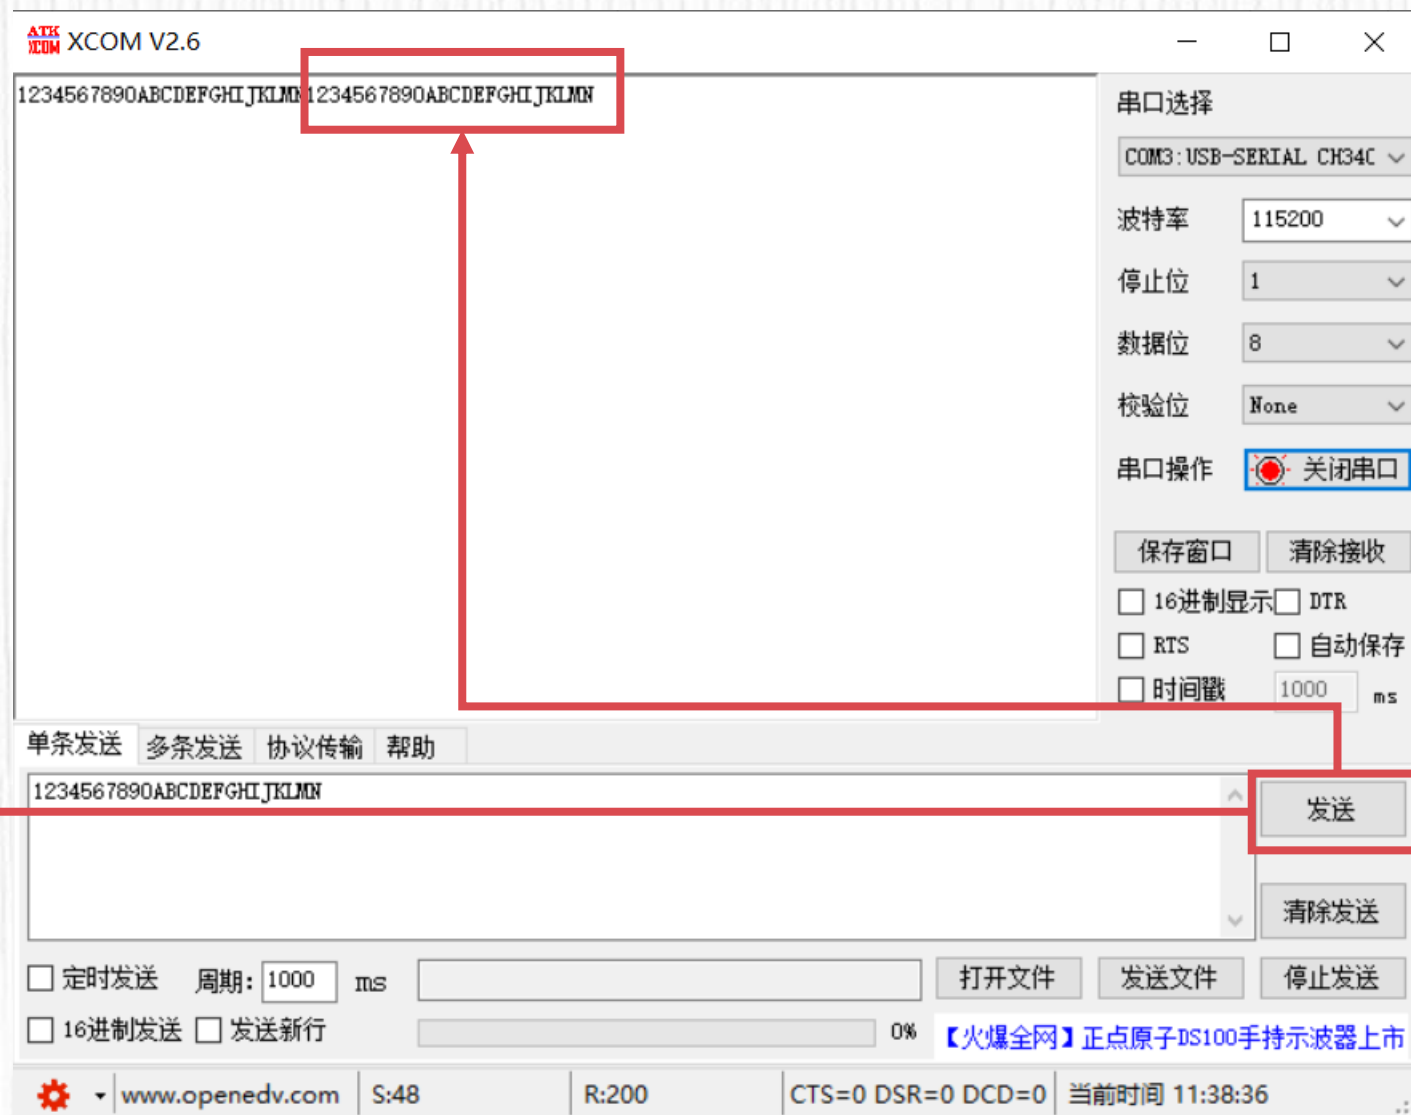 ATK
XCOM XCOM V2.6
1234567890ABCDEFGHIJKLMN1234567890ABCDEFGHIJKLMN
串口选择
COM3:USB-SERIAL CH34C
波特率 115200
停止位 1
数据位 8
校验位 None
串口操作 关闭串口
保存窗口 清除接收
16进制显示 DTR
RTS 自动保存
时间戳 1000 ms
单条发送 多条发送 协议传输 帮助
1234567890ABCDEFGHIJKLMN
发送
清除发送
定时发送 周期: 1000 ms 打开文件 发送文件 停止发送
16进制发送 发送新行 0% 【火爆全网】正点原子DS100手持示波器上市
www.openedv.com S:48 R:200 CTS=0 DSR=0 DCD=0 当前时间 11:38:36